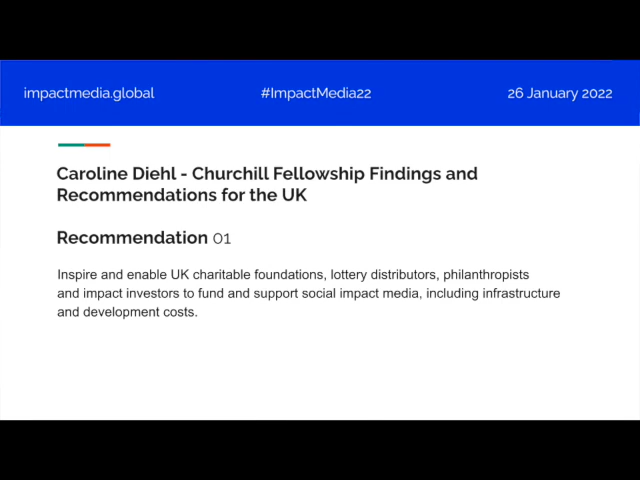 impactmedia.global #ImpactMedia22 26 January 2022
Caroline Diehl - Churchill Fellowship Findings and
Recommendations for the UK
Recommendation 01
Inspire and enable UK charitable foundations, lottery distributors, philanthropists
and impact investors to fund and support social impact media, including infrastructure
and development costs.